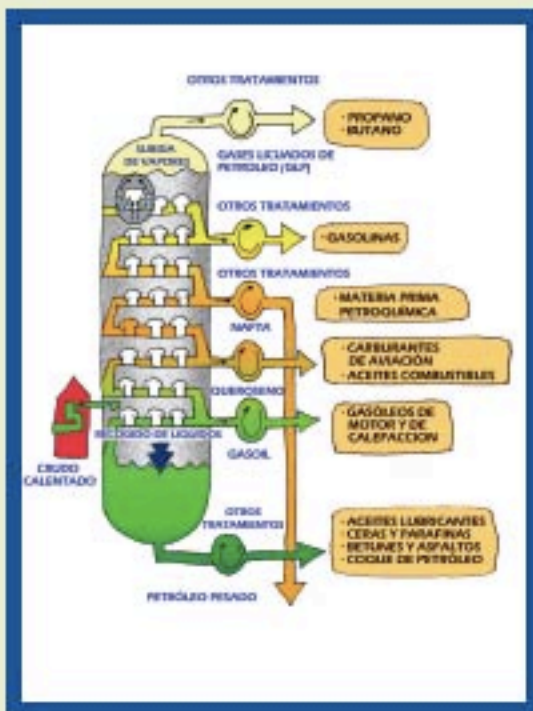 OTROS TRATAMIENTOS
· PROPANO
· BUTANO
SUBIDA
DE VAPORES
GASES LICUADOS DE
PETRÓLEO (GLP)
OTROS TRATAMIENTOS
· GASOLINAS
OTROS TRATAMIENTOS
· MATERIA PRIMA
PETROQUÍMICA
NAFTA
· CARBURANTES
DE AVIACIÓN
· ACEITES COMBUSTIBLES
QUEROSENO
· GASÓLEOS DE
MOTOR Y DE
CALEFACCION
RECOGIDO DE LÍQUIDOS
GASOIL
CRUDO
CALENTADO
OTROS
TRATAMIENTOS
· ACEITES LUBRICANTES
· CERAS Y PARAFINAS
· BETUNES Y ASFALTOS
· COQUE DE PETRÓLEO
PETRÓLEO PESADO